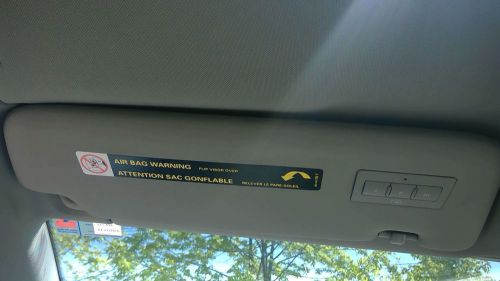 AIR BAG WARNING FLIP VISOR OVER
ATTENTION SAC GONFLABLE RELEVER LE PARE-SOLEIL